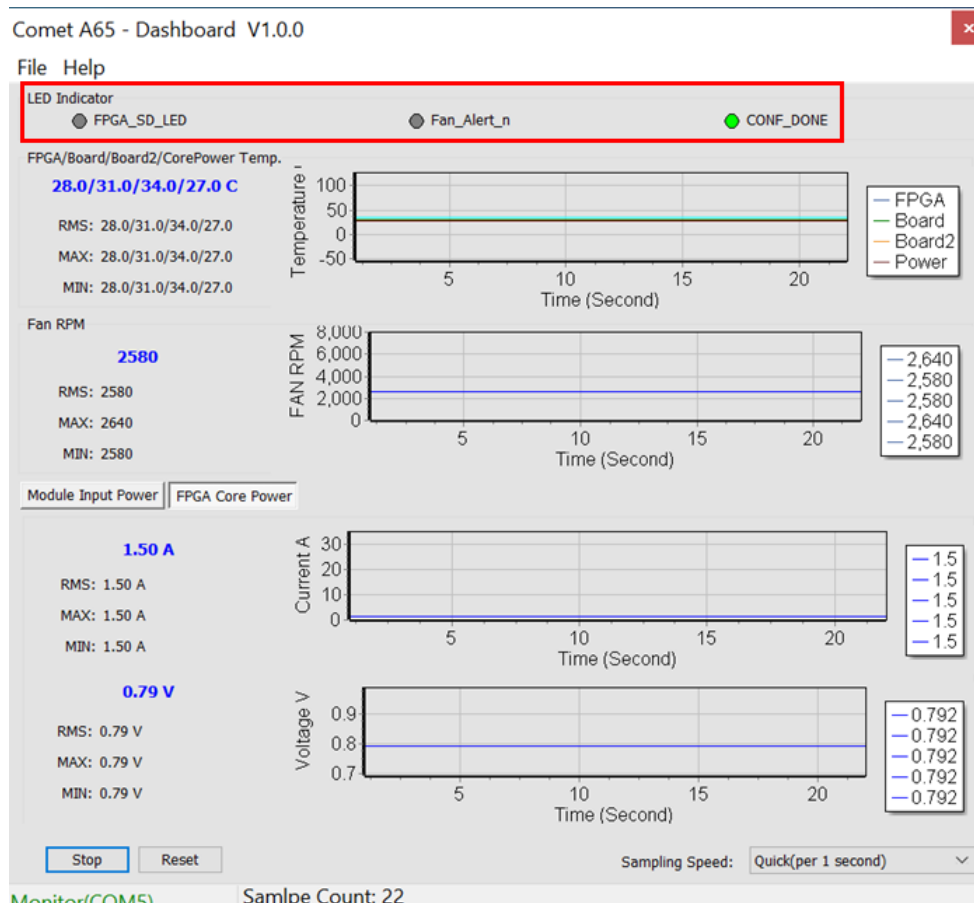 Comet A65 - Dashboard V1.0.0
×
File Help
LED Indicator
FPGA_SD_LED Fan_Alert_n CONF_DONE
FPGA/Board/Board2/CorePower Temp.
28.0/31.0/34.0/27.0 C
RMS: 28.0/31.0/34.0/27.0
MAX: 28.0/31.0/34.0/27.0
MIN: 28.0/31.0/34.0/27.0
Temperature
100
50
0
-50
5 10 15 20
Time (Second)
FPGA
Board
Board2
Power
Fan RPM
2580
RMS: 2580
MAX: 2640
MIN: 2580
FAN RPM
8,000
6,000
4,000
2,000
0
5 10 15 20
Time (Second)
2,640
2,580
2,580
2,640
2,580
Module Input Power FPGA Core Power
1.50 A
RMS: 1.50 A
MAX: 1.50 A
MIN: 1.50 A
Current A
30
20
10
0
5 10 15 20
Time (Second)
1.5
1.5
1.5
1.5
1.5
0.79 V
RMS: 0.79 V
MAX: 0.79 V
MIN: 0.79 V
Voltage V
0.9
0.8
0.7
5 10 15 20
Time (Second)
0.792
0.792
0.792
0.792
0.792
Stop Reset Sampling Speed: Quick(per 1 second)
Monitor(COM5) Samlpe Count: 22